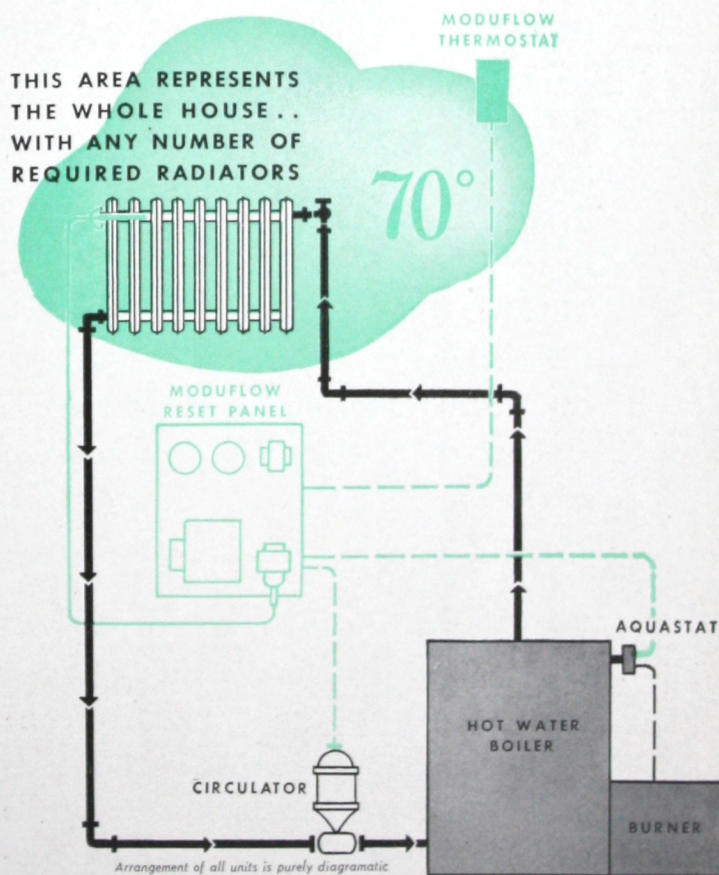 MODUFLOW
THERMOSTAT
THIS AREA REPRESENTS
THE WHOLE HOUSE..
WITH ANY NUMBER OF
REQUIRED RADIATORS
70°
MODUFLOW
RESET PANEL
AQUASTAT
HOT WATER
BOILER
CIRCULATOR
BURNER
Arrangement of all units is purely diagramatic